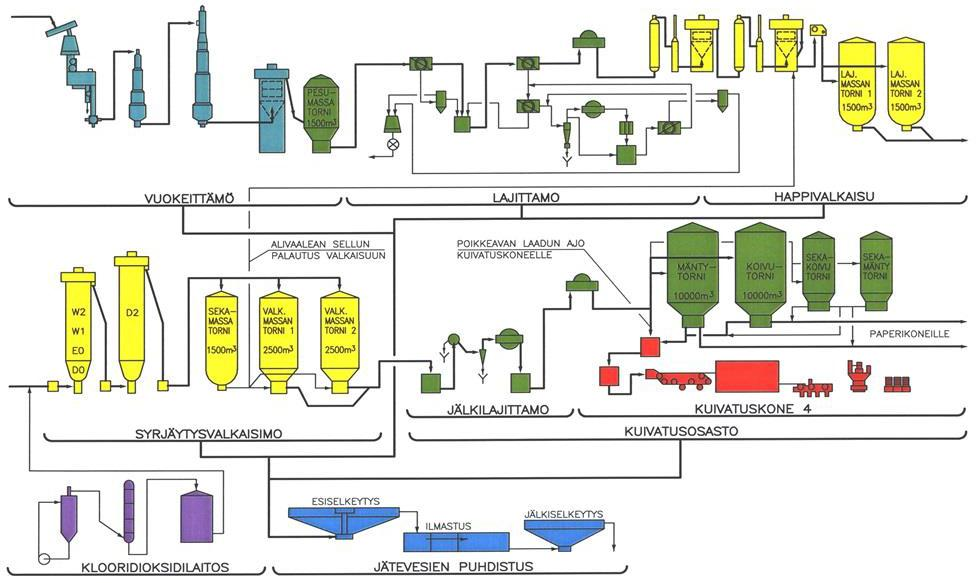 PESU-
MASSA
TORNI
1500m³
LAJ.
MASSAN
TORNI 1
1500m³
LAJ.
MASSAN
TORNI 2
1500m³
VUOKEITTÄMÖ
LAJITTAMO
HAPPIVALKAISU
ALIVAALEAN SELLUN
PALAUTUS VALKAISUUN
POIKKEAVAN LAADUN AJO
KUIVATUSKONEELLE
W2
W1
E0
D0
D2
SEKA-
MASSA
TORNI
1500m³
VALK.
MASSAN
TORNI 1
2500m³
VALK.
MASSAN
TORNI 2
2500m³
MÄNTY-
TORNI
10000m³
KOIVU-
TORNI
10000m³
SEKA-
KOIVU
TORNI
SEKA-
MÄNTY
TORNI
PAPERIKONEILLE
JÄLKILAJITTAMO
KUIVATUSKONE 4
SYRJÄYTYSVALKAISIMO
KUIVATUSOSASTO
ESISELKEYTYS
ILMASTUS
JÄLKISELKEYTYS
KLOORIDIOKSIDILAITOS
JÄTEVESIEN PUHDISTUS